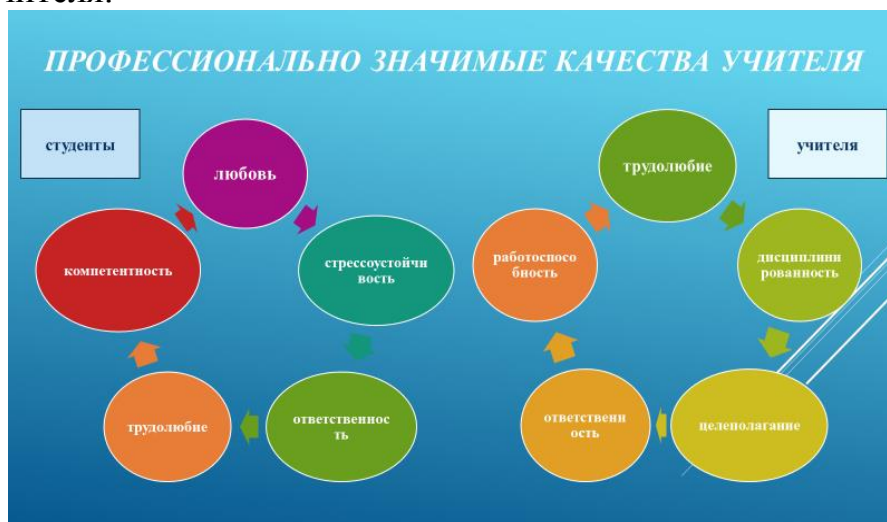 ПРОФЕССИОНАЛЬНО ЗНАЧИМЫЕ КАЧЕСТВА УЧИТЕЛЯ
студенты
любовь
стрессоустойчи
вость
ответственнос
ть
трудолюбие
компетентность
учителя
трудолюбие
дисциплини
рованность
целеполагание
ответственн
ость
работоспосо
бность